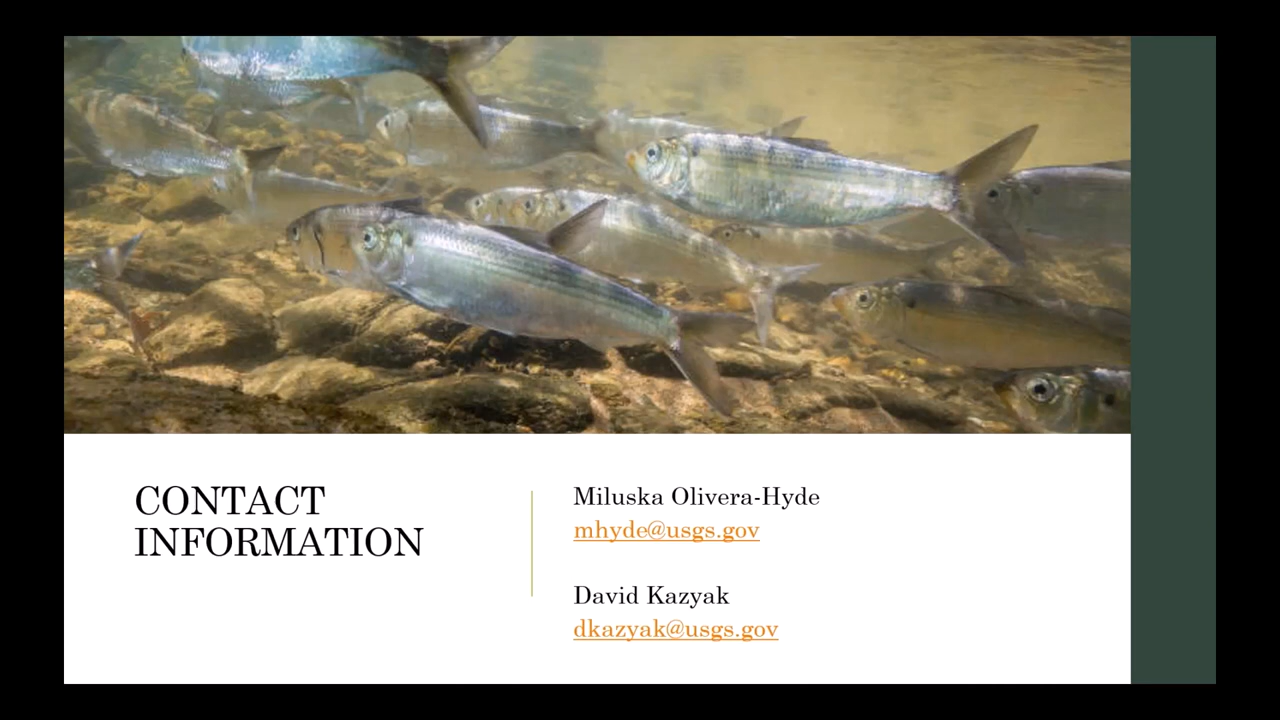 CONTACT
INFORMATION
Miluska Olivera-Hyde
mhyde@usgs.gov
David Kazyak
dkazyak@usgs.gov